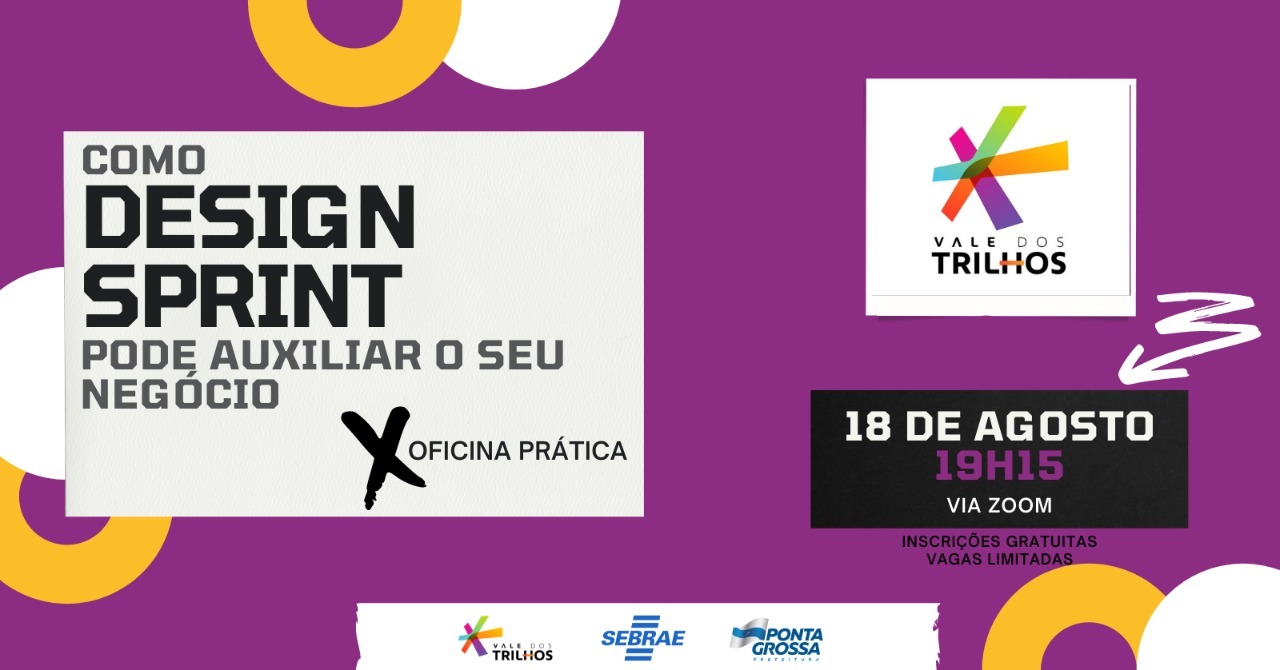 COMO
DESIGN
SPRINT
PODE AUXILIAR O SEU
NEGÓCIO
OFICINA PRÁTICA
VALE DOS
TRILHOS
18 DE AGOSTO
19H15
VIA ZOOM
INSCRIÇÕES GRATUITAS
VAGAS LIMITADAS
VALE DOS
TRILHOS
SEBRAE
PONTA
GROSSA
PREFEITURA